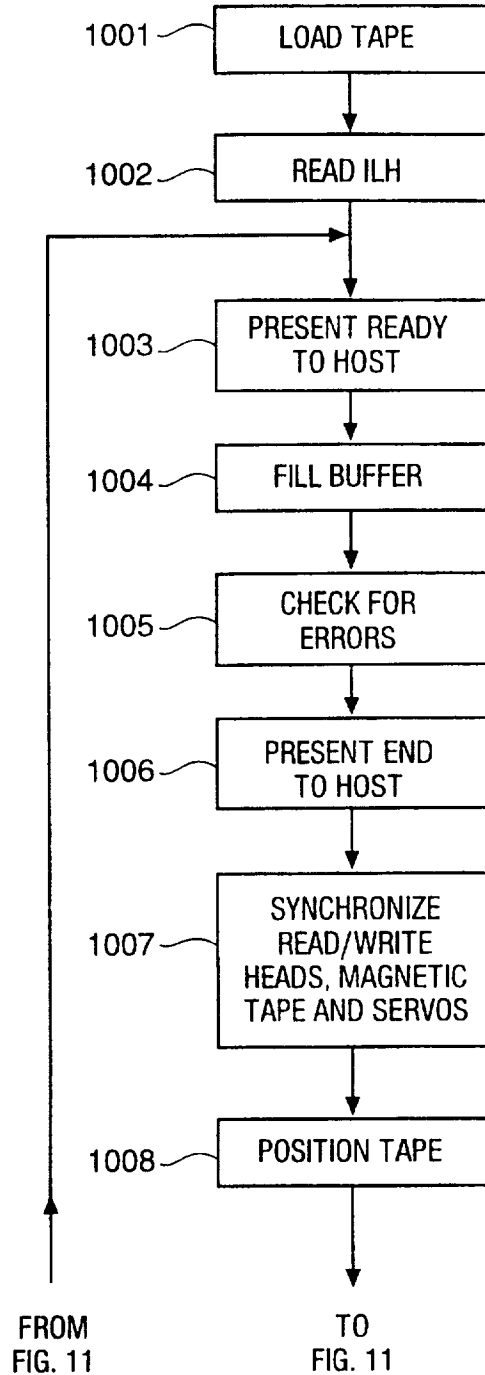 1001
LOAD TAPE
1002
READ ILH
1003
PRESENT READY
TO HOST
1004
FILL BUFFER
1005
CHECK FOR
ERRORS
1006
PRESENT END
TO HOST
1007
SYNCHRONIZE
READ/WRITE
HEADS, MAGNETIC
TAPE AND SERVOS
1008
POSITION TAPE
FROM
FIG. 11
TO
FIG. 11